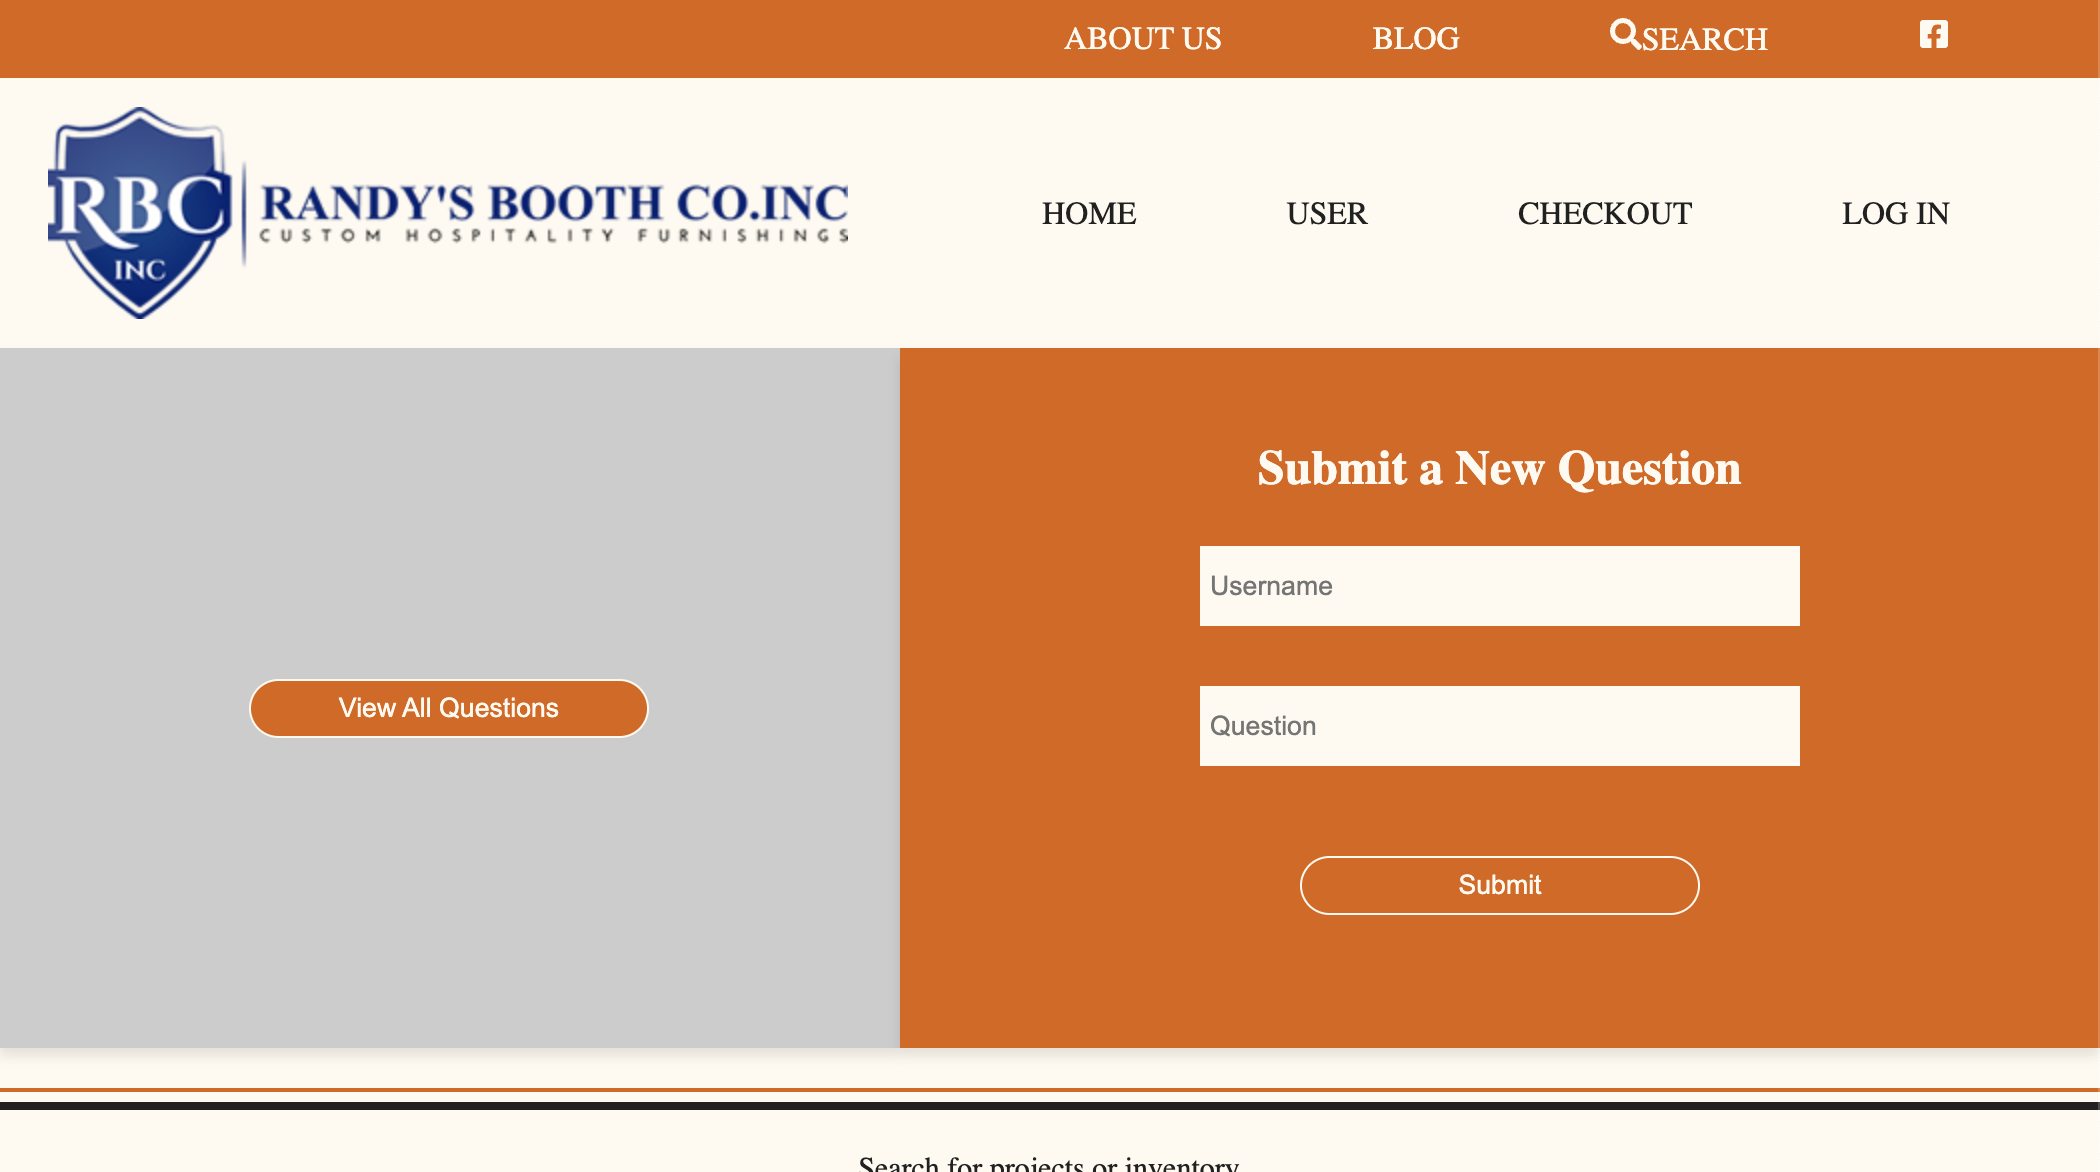 ABOUT US
BLOG
SEARCH
RBC
INC
RANDY'S BOOTH CO.INC
CUSTOM HOSPITALITY FURNISHINGS
HOME
USER
CHECKOUT
LOG IN
View All Questions
Submit a New Question
Username
Question
Submit
Search for projects or inventory